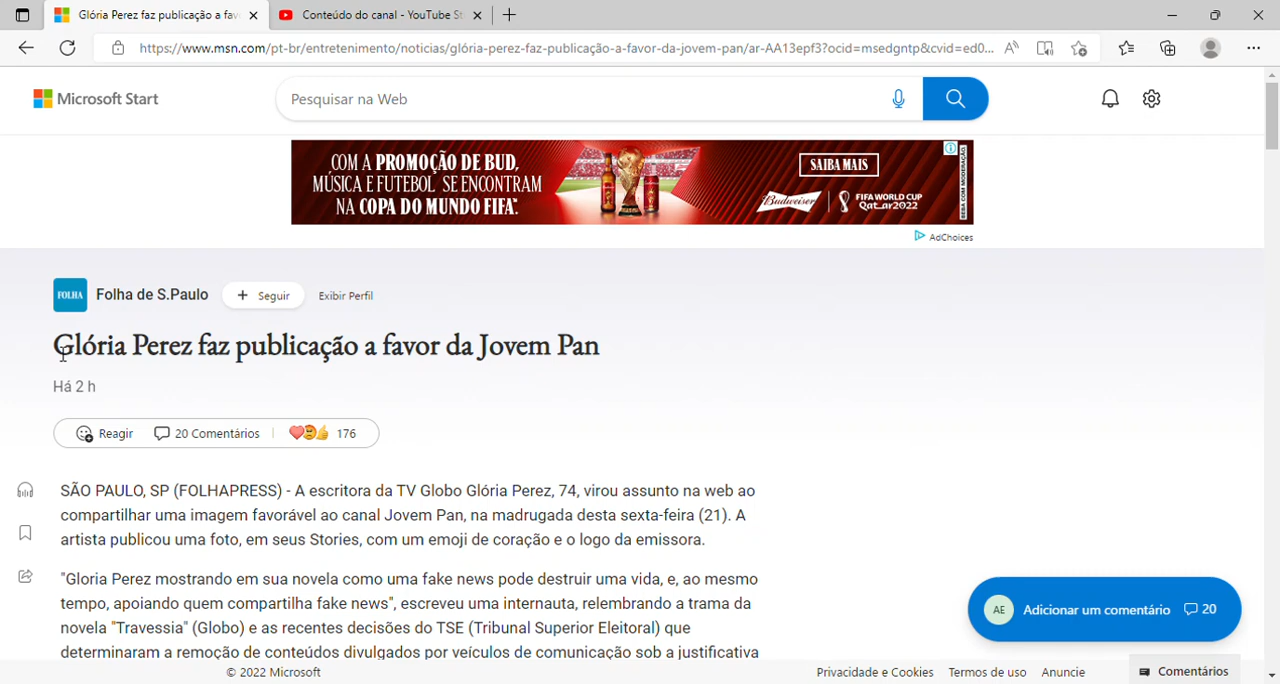 Glória Perez faz publicação a fav
Conteúdo do canal - YouTube St
https://www.msn.com/pt-br/entretenimento/noticias/glória-perez-faz-publicação-a-favor-da-jovem-pan/ar-AA13epf3?ocid=msedgntp&cvid=ed0...
Microsoft Start
Pesquisar na Web
COM A PROMOÇÃO DE BUD,
MÚSICA E FUTEBOL SE ENCONTRAM
NA COPA DO MUNDO FIFA™.
SAIBA MAIS
Budweiser
FIFA WORLD CUP
Qatar2022
BEBA COM MODERAÇÃO
AdChoices
FOLHA
Folha de S.Paulo
+ Seguir
Exibir Perfil
Glória Perez faz publicação a favor da Jovem Pan
Há 2 h
Reagir
20 Comentários
176
SÃO PAULO, SP (FOLHAPRESS) - A escritora da TV Globo Glória Perez, 74, virou assunto na web ao
compartilhar uma imagem favorável ao canal Jovem Pan, na madrugada desta sexta-feira (21). A
artista publicou uma foto, em seus Stories, com um emoji de coração e o logo da emissora.
"Gloria Perez mostrando em sua novela como uma fake news pode destruir uma vida, e, ao mesmo
tempo, apoiando quem compartilha fake news", escreveu uma internauta, relembrando a trama da
novela "Travessia" (Globo) e as recentes decisões do TSE (Tribunal Superior Eleitoral) que
determinaram a remoção de conteúdos divulgados por veículos de comunicação sob a justificativa
AE
Adicionar um comentário
20
© 2022 Microsoft
Privacidade e Cookies
Termos de uso
Anuncie
Comentários